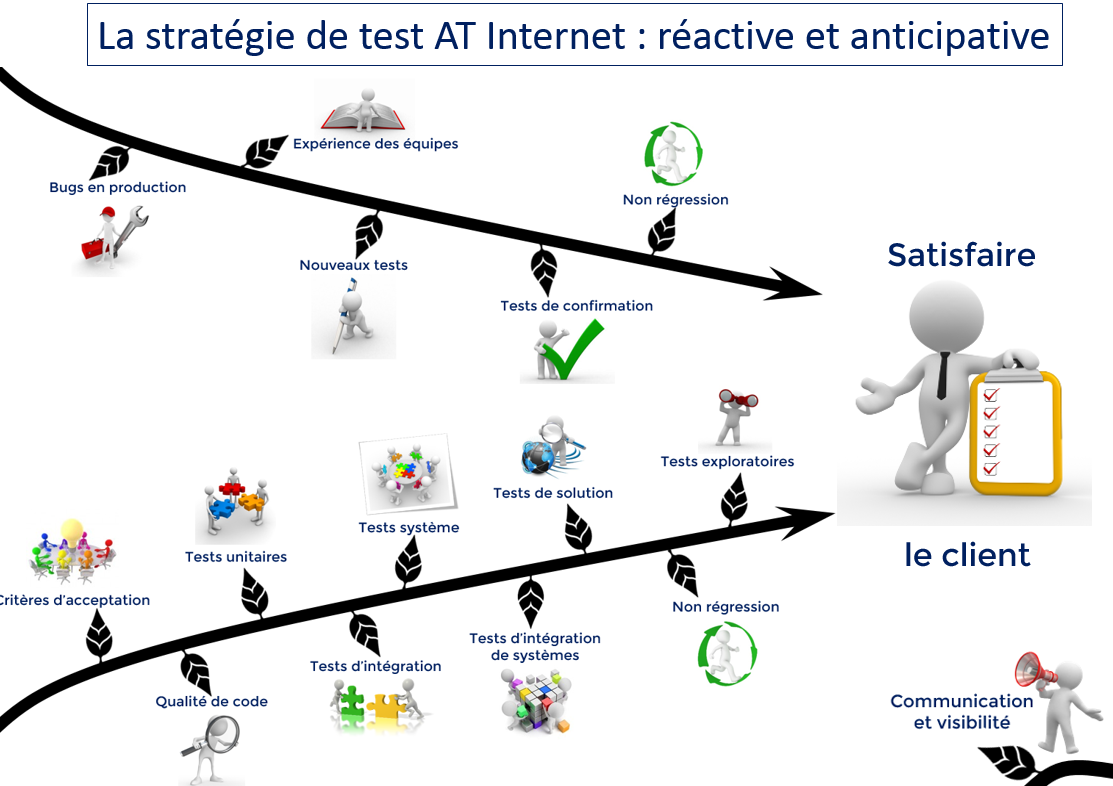 La stratégie de test AT Internet : réactive et anticipative
Expérience des équipes
Bugs en production
Non régression
Nouveaux tests
Tests de confirmation
Satisfaire
Tests exploratoires
Tests de solution
Tests système
Tests unitaires
le client
Critères d'acceptation
Non régression
Tests d'intégration
de systèmes
Tests d'intégration
Qualité de code
Communication
et visibilité